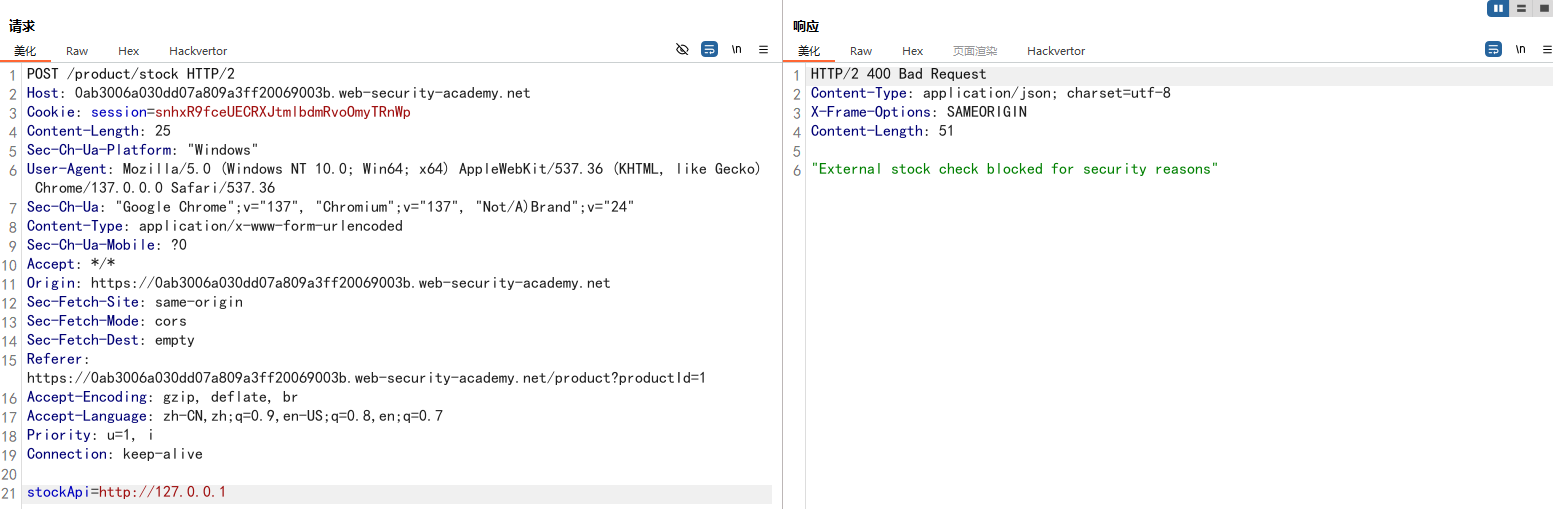 请求
美化 Raw Hex Hackvertor \n
1 POST /product/stock HTTP/2
2 Host: 0ab3006a030dd07a809a3ff20069003b.web-security-academy.net
3 Cookie: session=snhxR9fceUECRXJtmlbdmRvoOmyTRnWp
4 Content-Length: 25
5 Sec-Ch-Ua-Platform: "Windows"
6 User-Agent: Mozilla/5.0 (Windows NT 10.0; Win64; x64) AppleWebKit/537.36 (KHTML, like Gecko)
Chrome/137.0.0.0 Safari/537.36
7 Sec-Ch-Ua: "Google Chrome";v="137", "Chromium";v="137", "Not/A)Brand";v="24"
8 Content-Type: application/x-www-form-urlencoded
9 Sec-Ch-Ua-Mobile: ?0
10 Accept: */*
11 Origin: https://0ab3006a030dd07a809a3ff20069003b.web-security-academy.net
12 Sec-Fetch-Site: same-origin
13 Sec-Fetch-Mode: cors
14 Sec-Fetch-Dest: empty
15 Referer:
https://0ab3006a030dd07a809a3ff20069003b.web-security-academy.net/product?productId=1
16 Accept-Encoding: gzip, deflate, br
17 Accept-Language: zh-CN,zh;q=0.9,en-US;q=0.8,en;q=0.7
18 Priority: u=1, i
19 Connection: keep-alive
20
21 stockApi=http://127.0.0.1
响应
美化 Raw Hex 页面渲染 Hackvertor \n
1 HTTP/2 400 Bad Request
2 Content-Type: application/json; charset=utf-8
3 X-Frame-Options: SAMEORIGIN
4 Content-Length: 51
5
6 "External stock check blocked for security reasons"